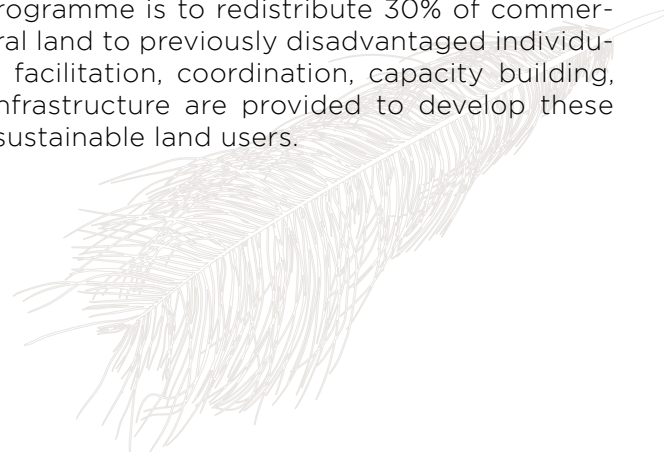 rogramme is to redistribute 30% of commer-
ral land to previously disadvantaged individu-
facilitation, coordination, capacity building,
nfrastructure are provided to develop these
sustainable land users.